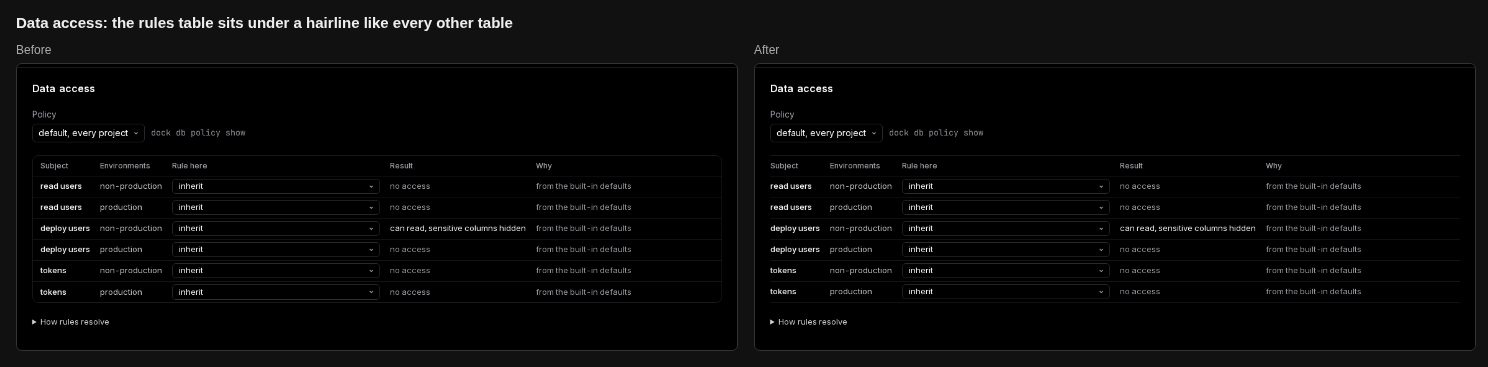 Data access: the rules table sits under a hairline like every other table
Before
Data access
Policy
default, every project dock db policy show
Subject Environments Rule here Result Why
read users non-production inherit no access from the built-in defaults
read users production inherit no access from the built-in defaults
deploy users non-production inherit can read, sensitive columns hidden from the built-in defaults
deploy users production inherit no access from the built-in defaults
tokens non-production inherit no access from the built-in defaults
tokens production inherit no access from the built-in defaults
How rules resolve
After
Data access
Policy
default, every project dock db policy show
Subject Environments Rule here Result Why
read users non-production inherit no access from the built-in defaults
read users production inherit no access from the built-in defaults
deploy users non-production inherit can read, sensitive columns hidden from the built-in defaults
deploy users production inherit no access from the built-in defaults
tokens non-production inherit no access from the built-in defaults
tokens production inherit no access from the built-in defaults
How rules resolve